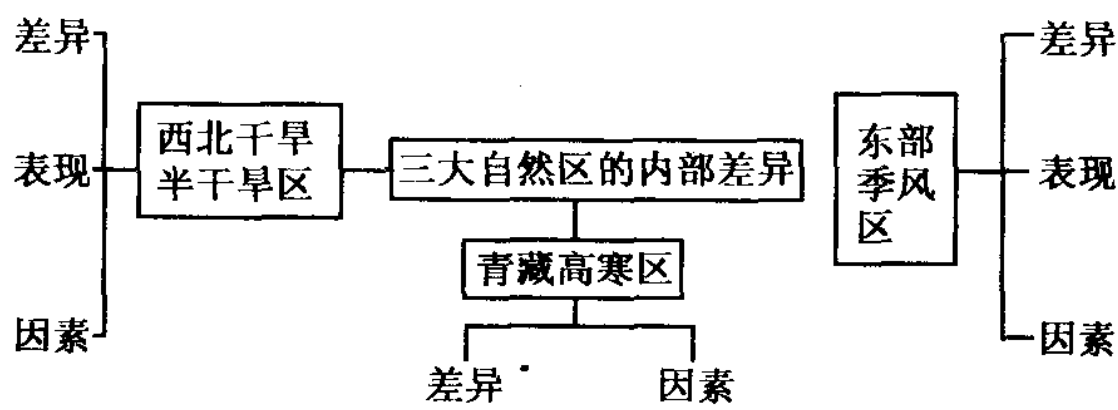 差异
表现
因素
西北干旱
半干旱区
三大自然区的内部差异
青藏高寒区
差异
因素
东部
季风
区
差异
表现
因素